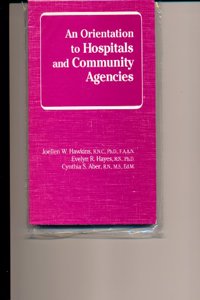 An Orientation
to Hospitals
and Community
Agencies
Joellen W. Hawkins, R.N.C., Ph.D., F.A.A.N.
Evelyn R. Hayes, R.N., Ph.D.
Cynthia S. Aber, R.N., M.S., Ed.M.